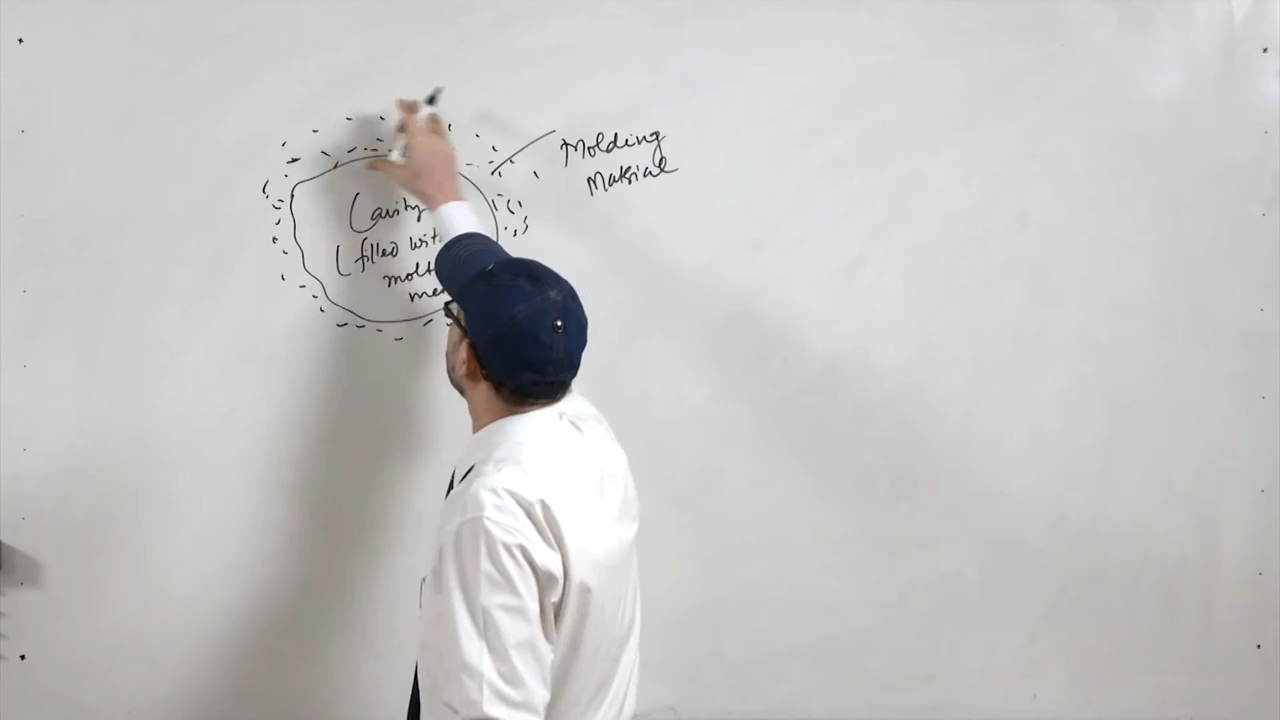 Molding
Material
Cavity
(filled with
molt
me